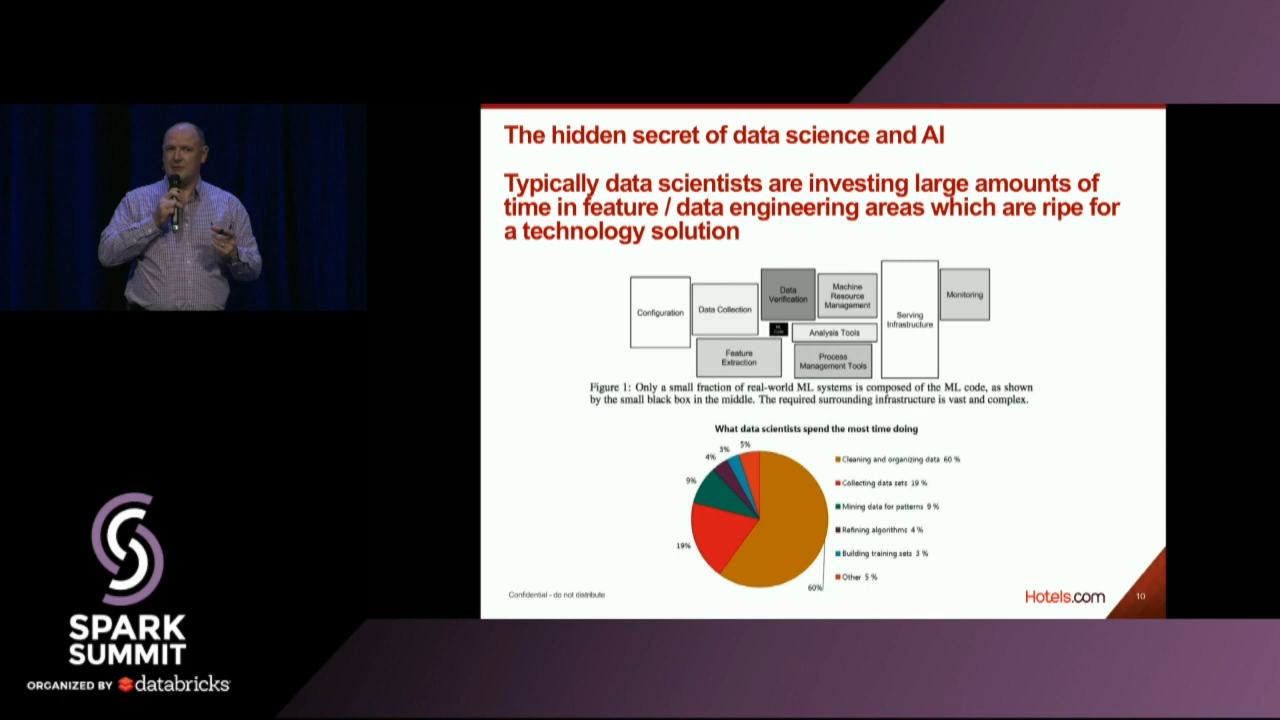 The hidden secret of data science and AI
Typically data scientists are investing large amounts of
time in feature / data engineering areas which are ripe for
a technology solution
Configuration
Data Collection
Data
Verification
Machine
Resource
Management
Serving
Infrastructure
Monitoring
ML
Code
Analysis Tools
Feature
Extraction
Process
Management Tools
Figure 1: Only a small fraction of real-world ML systems is composed of the ML code, as shown
by the small black box in the middle. The required surrounding infrastructure is vast and complex.
What data scientists spend the most time doing
5%
3%
4%
9%
19%
60%
Cleaning and organizing data 60 %
Collecting data sets 19 %
Mining data for patterns 9 %
Refining algorithms 4 %
Building training sets 3 %
Other 5 %
Confidential - do not distribute
Hotels.com
10
SPARK
SUMMIT
ORGANIZED BY databricks